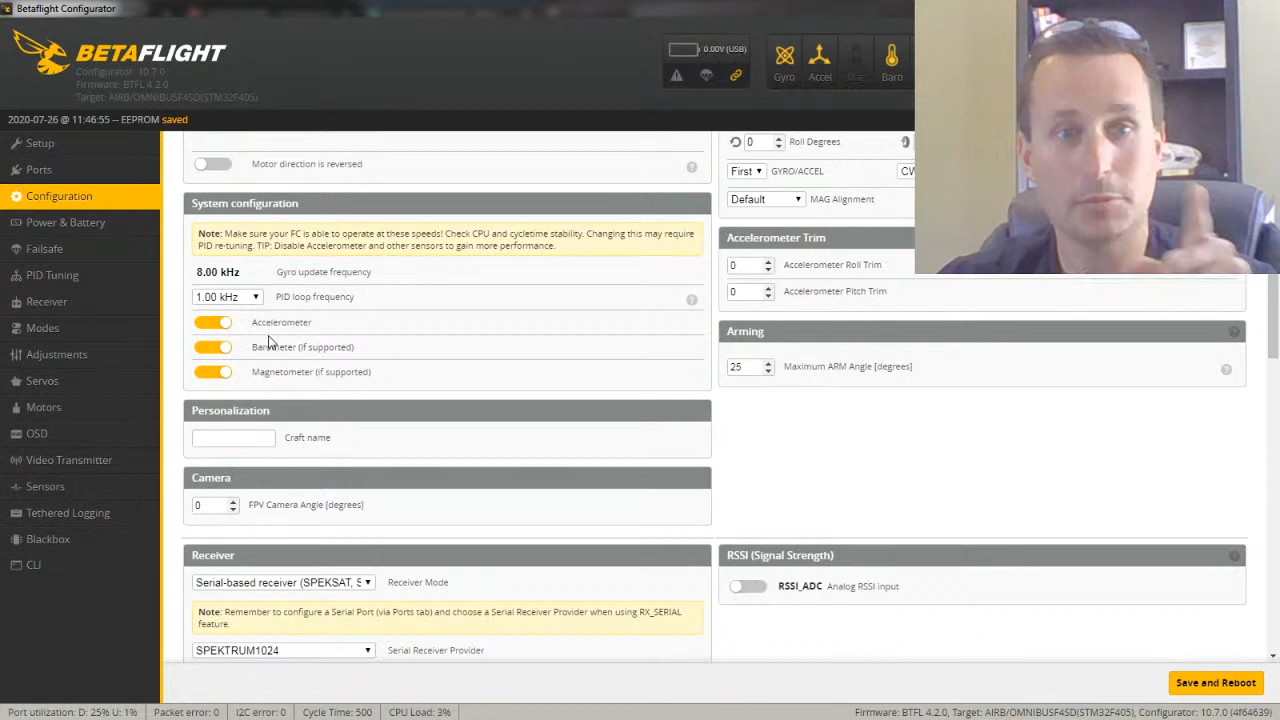 Betaflight Configurator
BETAFLIGHT
Configurator: 10.7.0
Firmware: BTFL 4.2.0
Target: AIRB/OMNIBUSF4SD(STM32F405)
0.00V (USB)
Gyro
Accel
Mag
Baro
2020-07-26 @ 11:46:55 -- EEPROM saved
Setup
Ports
Configuration
Power & Battery
Failsafe
PID Tuning
Receiver
Modes
Adjustments
Servos
Motors
OSD
Video Transmitter
Sensors
Tethered Logging
Blackbox
CLI
Motor direction is reversed
System configuration
Note: Make sure your FC is able to operate at these speeds! Check CPU and cycletime stability. Changing this may require
PID re-tuning. TIP: Disable Accelerometer and other sensors to gain more performance.
8.00 kHz Gyro update frequency
1.00 kHz PID loop frequency
Accelerometer
Barometer (if supported)
Magnetometer (if supported)
Personalization
Craft name
Camera
0 FPV Camera Angle [degrees]
Receiver
Serial-based receiver (SPEKSAT, S Receiver Mode
Note: Remember to configure a Serial Port (via Ports tab) and choose a Serial Receiver Provider when using RX_SERIAL
feature.
SPEKTRUM1024 Serial Receiver Provider
0 Roll Degrees
First GYRO/ACCEL CW
Default MAG Alignment
Accelerometer Trim
0 Accelerometer Roll Trim
0 Accelerometer Pitch Trim
Arming
25 Maximum ARM Angle [degrees]
RSSI (Signal Strength)
RSSI_ADC Analog RSSI input
Save and Reboot
Port utilization: D: 25% U: 1% Packet error: 0 I2C error: 0 Cycle Time: 500 CPU Load: 3% Firmware: BTFL 4.2.0, Target: AIRB/OMNIBUSF4SD(STM32F405), Configurator: 10.7.0 (4f64639)